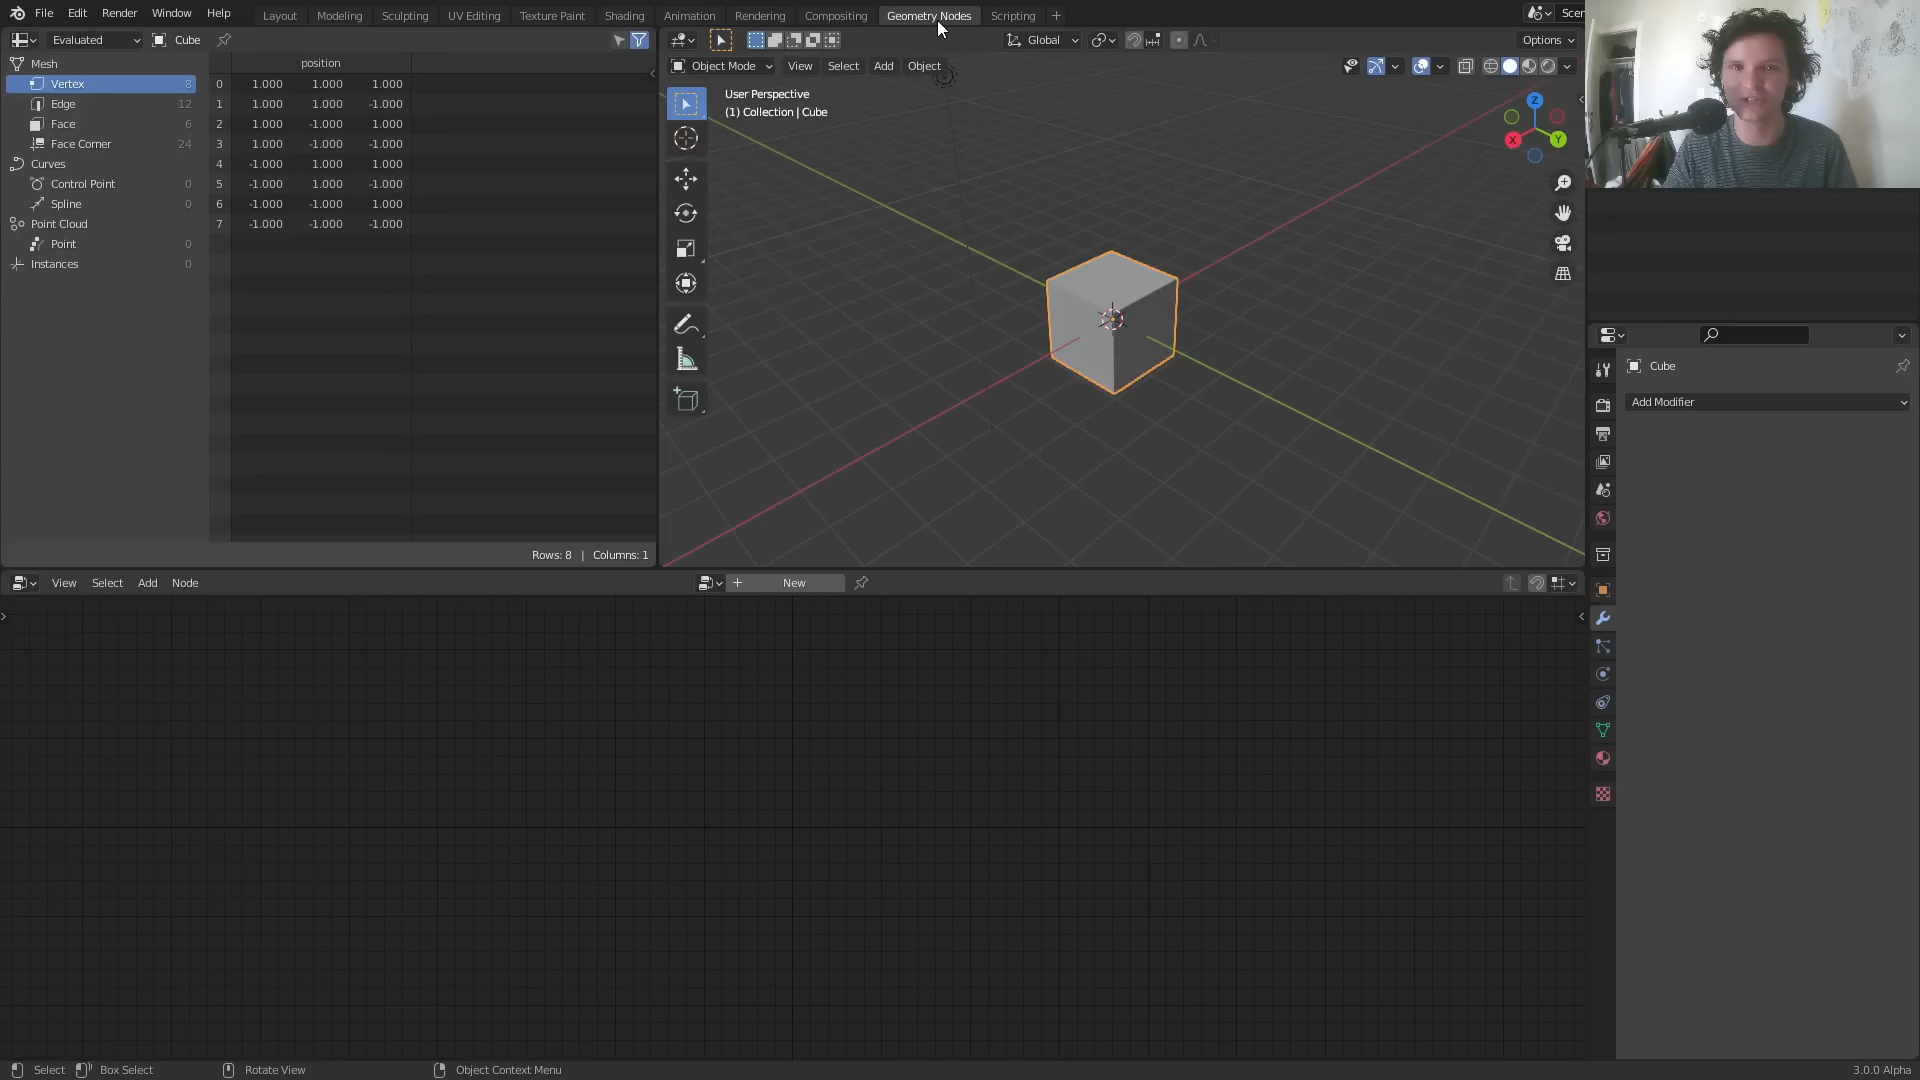 File Edit Render Window Help Layout Modeling Sculpting UV Editing Texture Paint Shading Animation Rendering Compositing Geometry Nodes Scripting + Scen
Evaluated Cube
Global Options
position
Mesh
Vertex 8
Edge 12
Face 6
Face Corner 24
Curves
Control Point 0
Spline 0
Point Cloud
Point 0
Instances 0
0 1.000 1.000 1.000
1 1.000 1.000 -1.000
2 1.000 -1.000 1.000
3 1.000 -1.000 -1.000
4 -1.000 1.000 1.000
5 -1.000 1.000 -1.000
6 -1.000 -1.000 1.000
7 -1.000 -1.000 -1.000
Rows: 8 | Columns: 1
Object Mode View Select Add Object
User Perspective
(1) Collection | Cube
Z
X
Y
Cube
Add Modifier
View Select Add Node + New
Select Box Select Rotate View Object Context Menu 3.0.0 Alpha